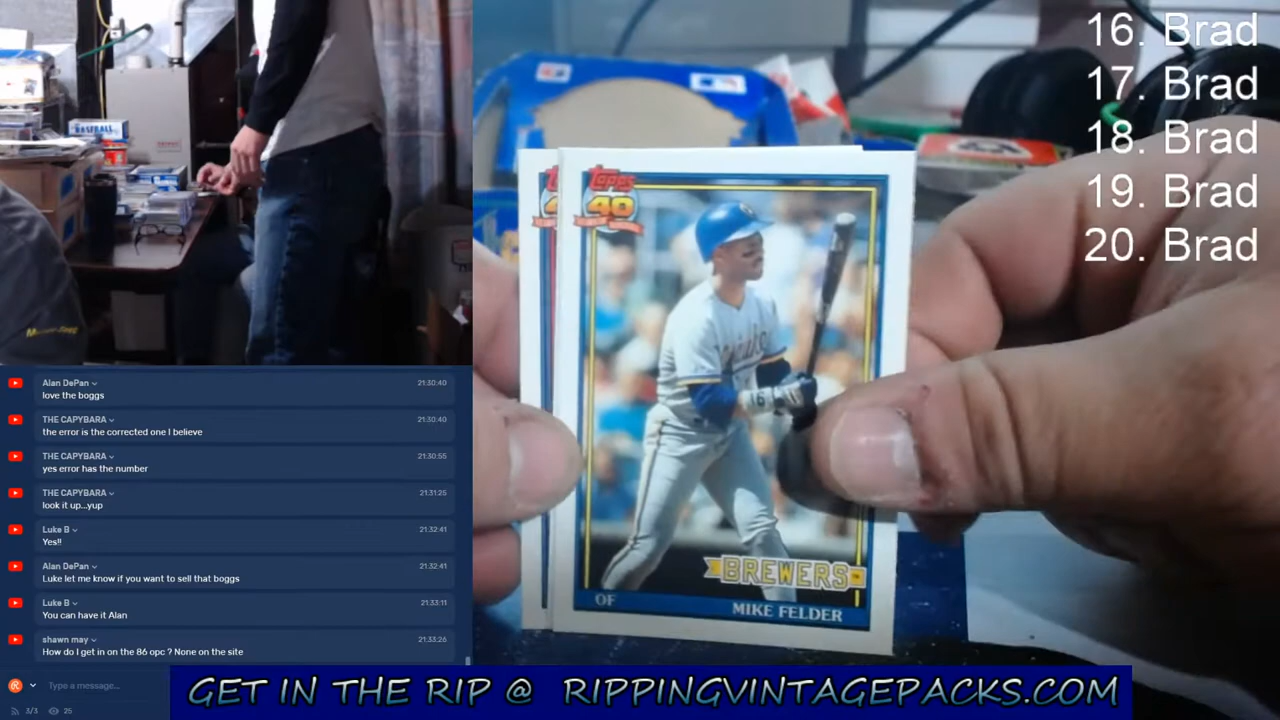 16. Brad
17. Brad
18. Brad
19. Brad
20. Brad
BASEBALL
Topps
40
16
BREWERS
OF
MIKE FELDER
Alan DePan
21:30:40
love the boggs
THE CAPYBARA
21:30:40
the error is the corrected one I believe
THE CAPYBARA
21:30:55
yes error has the number
THE CAPYBARA
21:31:25
look it up...yup
Luke B
21:32:41
Yes!!
Alan DePan
21:32:41
Luke let me know if you want to sell that boggs
Luke B
21:33:11
You can have it Alan
shawn may
21:33:26
How do I get in on the 86 opc ? None on the site
Type a message...
3/3
25
GET IN THE RIP @ RIPPINGVINTAGEPACKS.COM